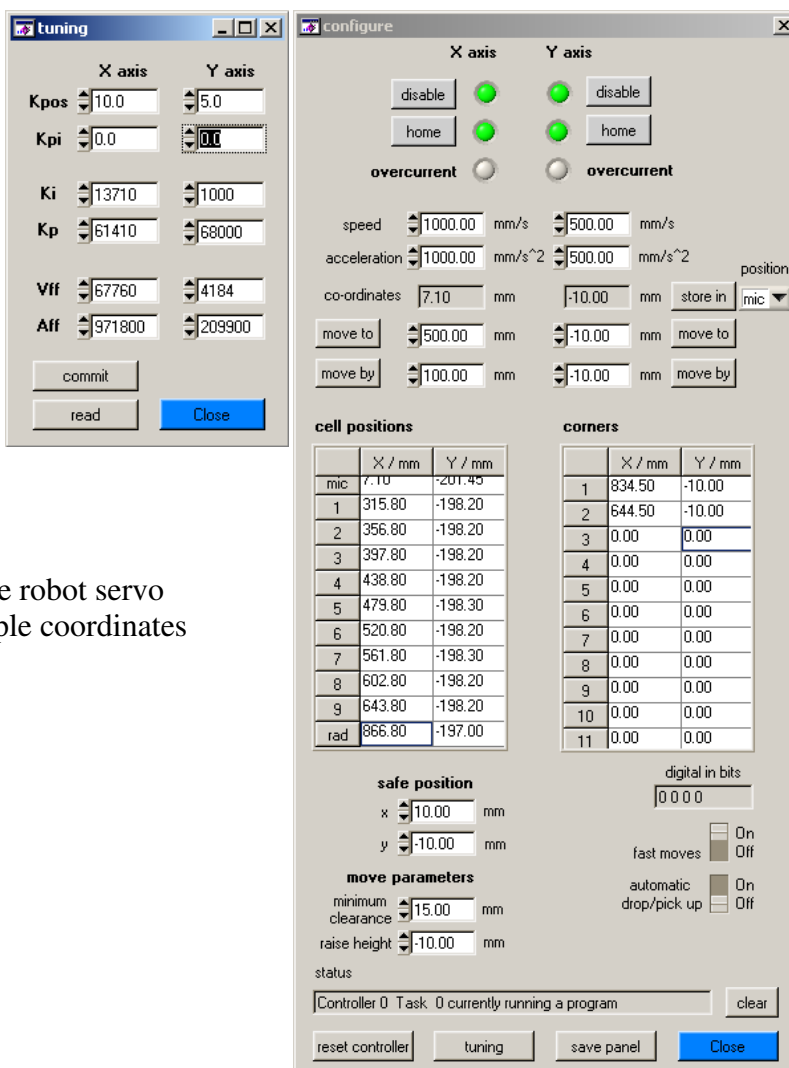 tuning
X axis Y axis
Kpos 10.0 5.0
Kpi 0.0 0.0
Ki 13710 1000
Kp 61410 68000
Vff 67760 4184
Aff 971800 209900
commit
read Close
e robot servo
ple coordinates
configure
X axis Y axis
disable disable
home home
overcurrent overcurrent
speed 1000.00 mm/s 500.00 mm/s
acceleration 1000.00 mm/s^2 500.00 mm/s^2
position
co-ordinates 7.10 mm -10.00 mm store in mic
move to 500.00 mm -10.00 mm move to
move by 100.00 mm -10.00 mm move by
cell positions
X / mm Y / mm
mic 7.10 -201.45
1 315.80 -198.20
2 356.80 -198.20
3 397.80 -198.20
4 438.80 -198.20
5 479.80 -198.30
6 520.80 -198.20
7 561.80 -198.30
8 602.80 -198.20
9 643.80 -198.20
rad 866.80 -197.00
corners
X / mm Y / mm
1 834.50 -10.00
2 644.50 -10.00
3 0.00 0.00
4 0.00 0.00
5 0.00 0.00
6 0.00 0.00
7 0.00 0.00
8 0.00 0.00
9 0.00 0.00
10 0.00 0.00
11 0.00 0.00
safe position
x 10.00 mm
y -10.00 mm
move parameters
minimum
clearance 15.00 mm
raise height -10.00 mm
digital in bits
0 0 0 0
On
fast moves Off
automatic On
drop/pick up Off
status
Controller 0 Task 0 currently running a program clear
reset controller tuning save panel Close